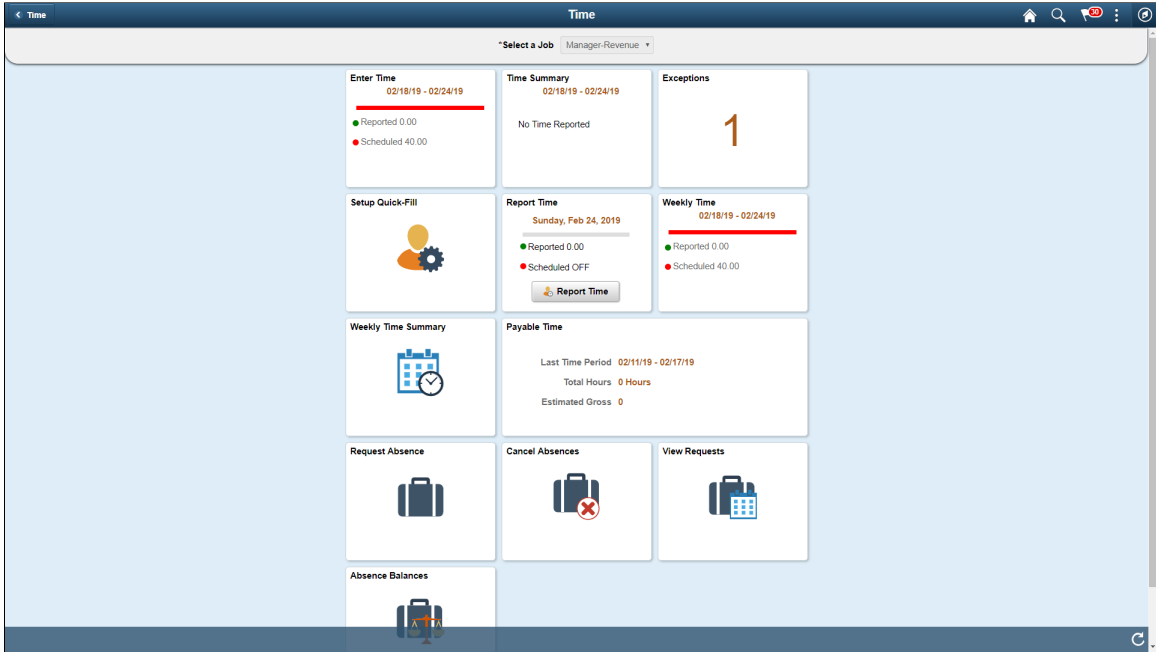 Time
Time
30
*Select a Job Manager-Revenue
Enter Time
02/18/19 - 02/24/19
Reported 0.00
Scheduled 40.00
Time Summary
02/18/19 - 02/24/19
No Time Reported
Exceptions
1
Setup Quick-Fill
Report Time
Sunday, Feb 24, 2019
Reported 0.00
Scheduled OFF
Report Time
Weekly Time
02/18/19 - 02/24/19
Reported 0.00
Scheduled 40.00
Weekly Time Summary
Payable Time
Last Time Period 02/11/19 - 02/17/19
Total Hours 0 Hours
Estimated Gross 0
Request Absence
Cancel Absences
View Requests
Absence Balances